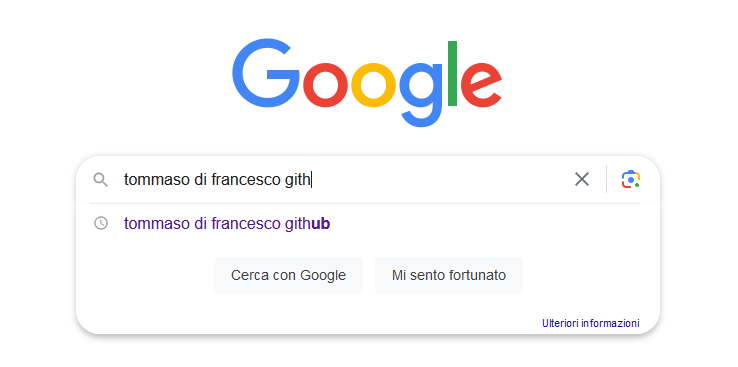 Google
tommaso di francesco gith
tommaso di francesco github
Cerca con Google
Mi sento fortunato
Ulteriori informazioni